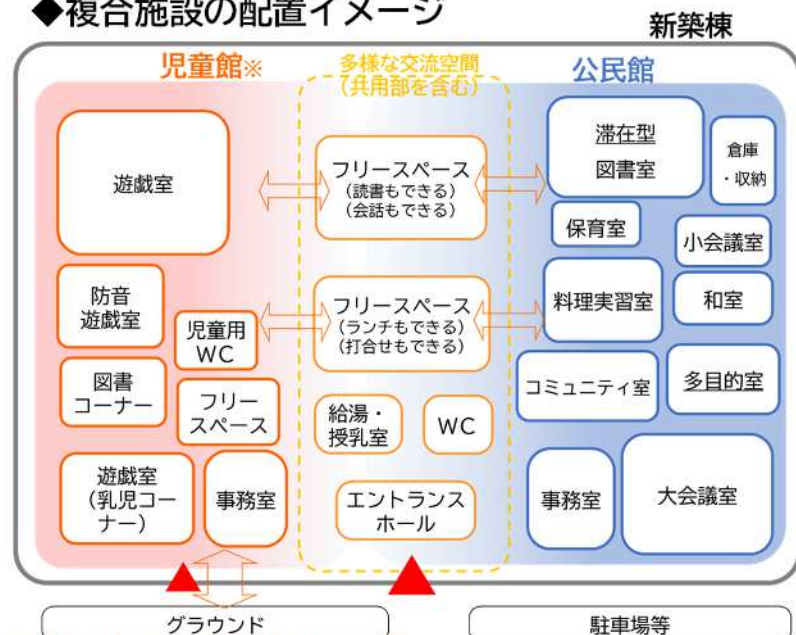 ◆複合施設の配置イメージ
新築棟
児童館※
多様な交流空間
(共用部を含む)
公民館
遊戯室
防音
遊戯室
児童用
WC
図書
コーナー
フリー
スペース
遊戯室
(乳児コー
ナー)
事務室
フリースペース
(読書もできる)
(会話もできる)
フリースペース
(ランチもできる)
(打合せもできる)
給湯・
授乳室
WC
エントランス
ホール
滞在型
図書室
倉庫
・収納
保育室
小会議室
料理実習室
和室
コミュニティ室
多目的室
事務室
大会議室
グラウンド
駐車場等